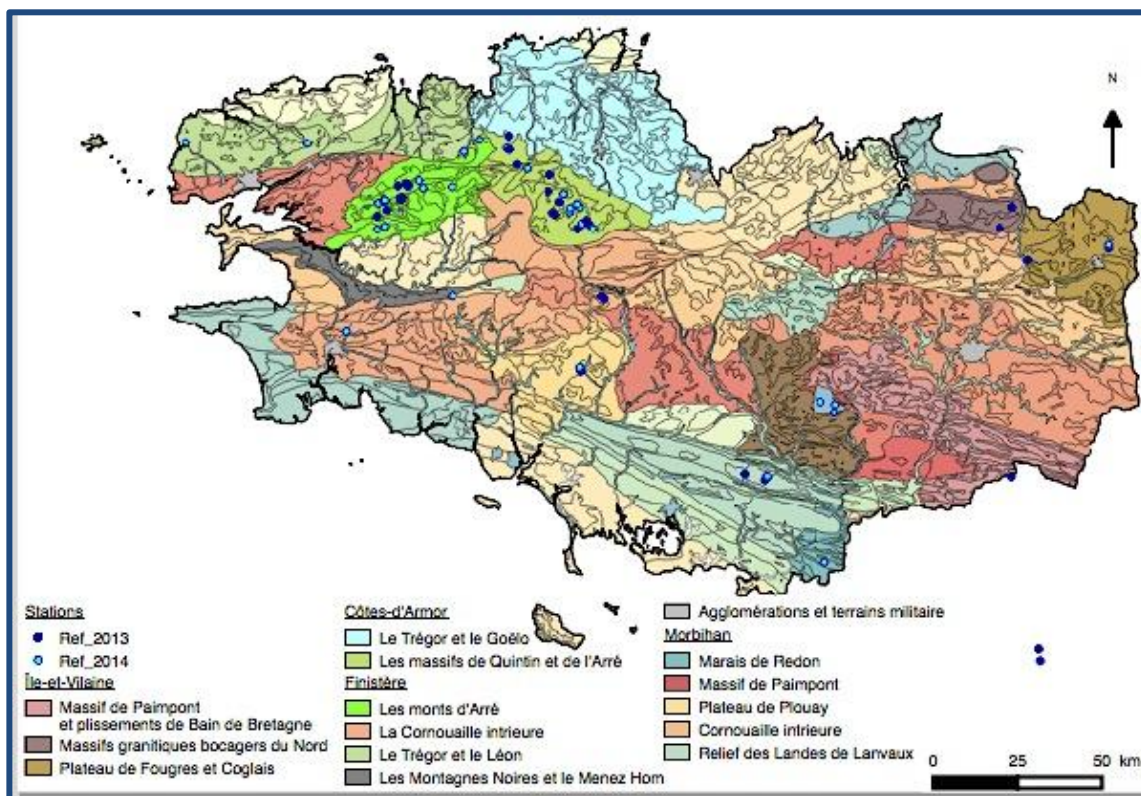 N
Stations
Ref_2013
Ref_2014
Île-et-Vilaine
Massif de Paimpont
et plissements de Bain de Bretagne
Massifs granitiques bocagers du Nord
Plateau de Fougres et Coglais
Côtes-d'Armor
Le Trégor et le Goëlo
Les massifs de Quintin et de l'Arré
Finistère
Les monts d'Arré
La Cornouaille intrieure
Le Trégor et le Léon
Les Montagnes Noires et le Menez Hom
Agglomérations et terrains militaire
Morbihan
Marais de Redon
Massif de Paimpont
Plateau de Plouay
Cornouaille intrieure
Relief des Landes de Lanvaux
0 25 50 km